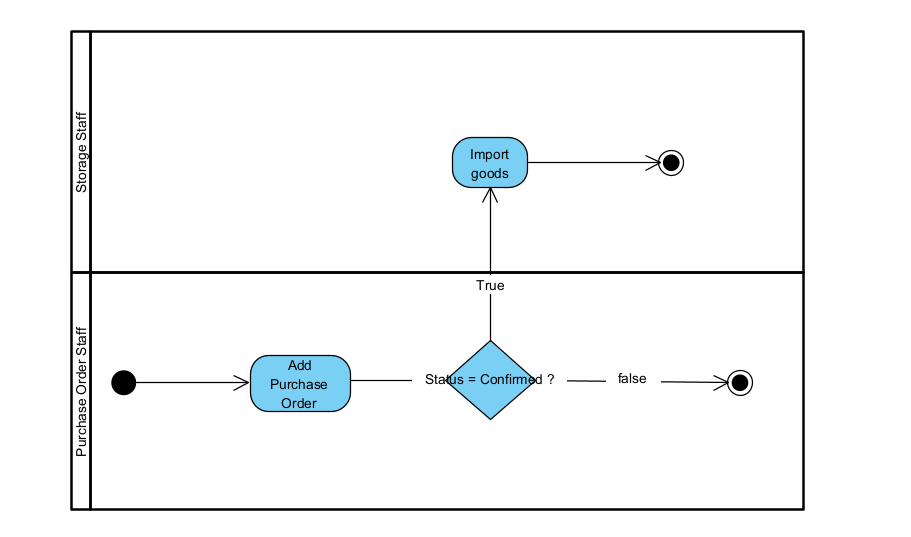 Storage Staff
Import
goods
True
Purchase Order Staff
Add
Purchase
Order
Status = Confirmed ?
false